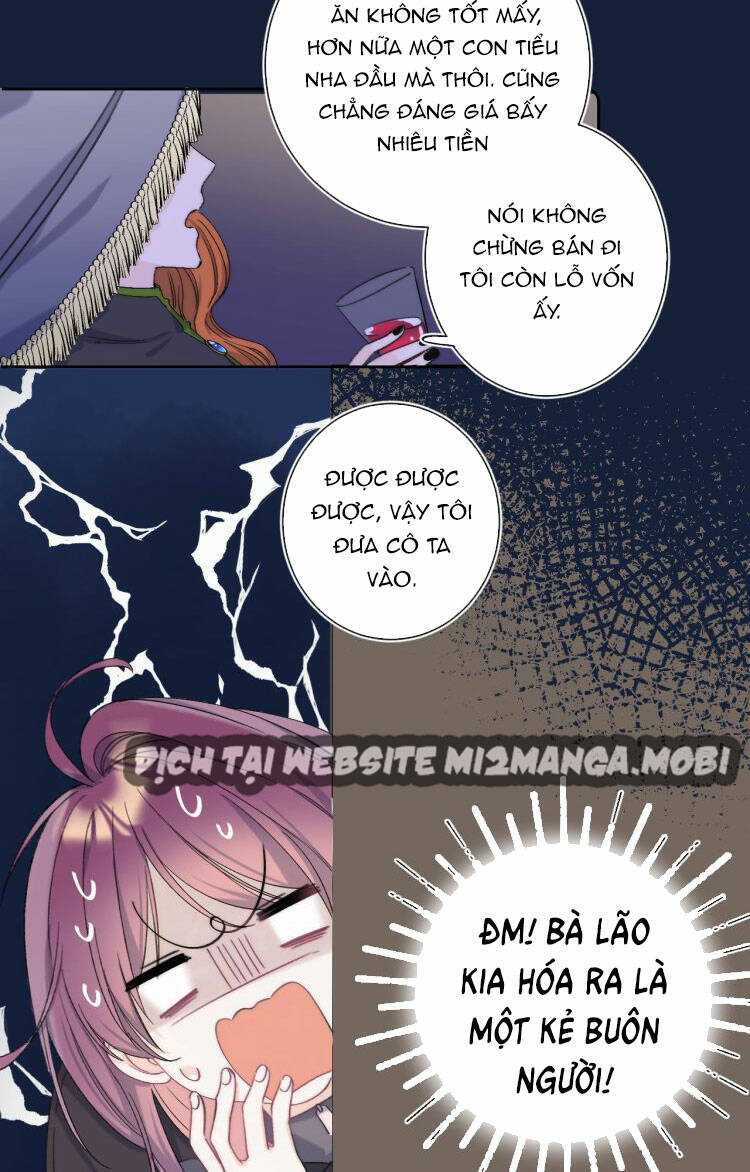 ĂN KHÔNG TỐT MẤY,
HƠN NỮA MỘT CON TIỂU
NHA ĐẦU MÀ THÔI. CŨNG
CHẲNG ĐÁNG GIÁ BẤY
NHIÊU TIỀN
NÓI KHÔNG
CHỪNG BÁN ĐI
TÔI CÒN LỖ VỐN
ẤY.
ĐƯỢC ĐƯỢC
ĐƯỢC, VẬY TÔI
ĐƯA CÔ TA
VÀO.
DỊCH TẠI WEBSITE MI2MANGA.MOBI
ĐM! BÀ LÃO
KIA HÓA RA LÀ
MỘT KẺ BUÔN
NGƯỜI!